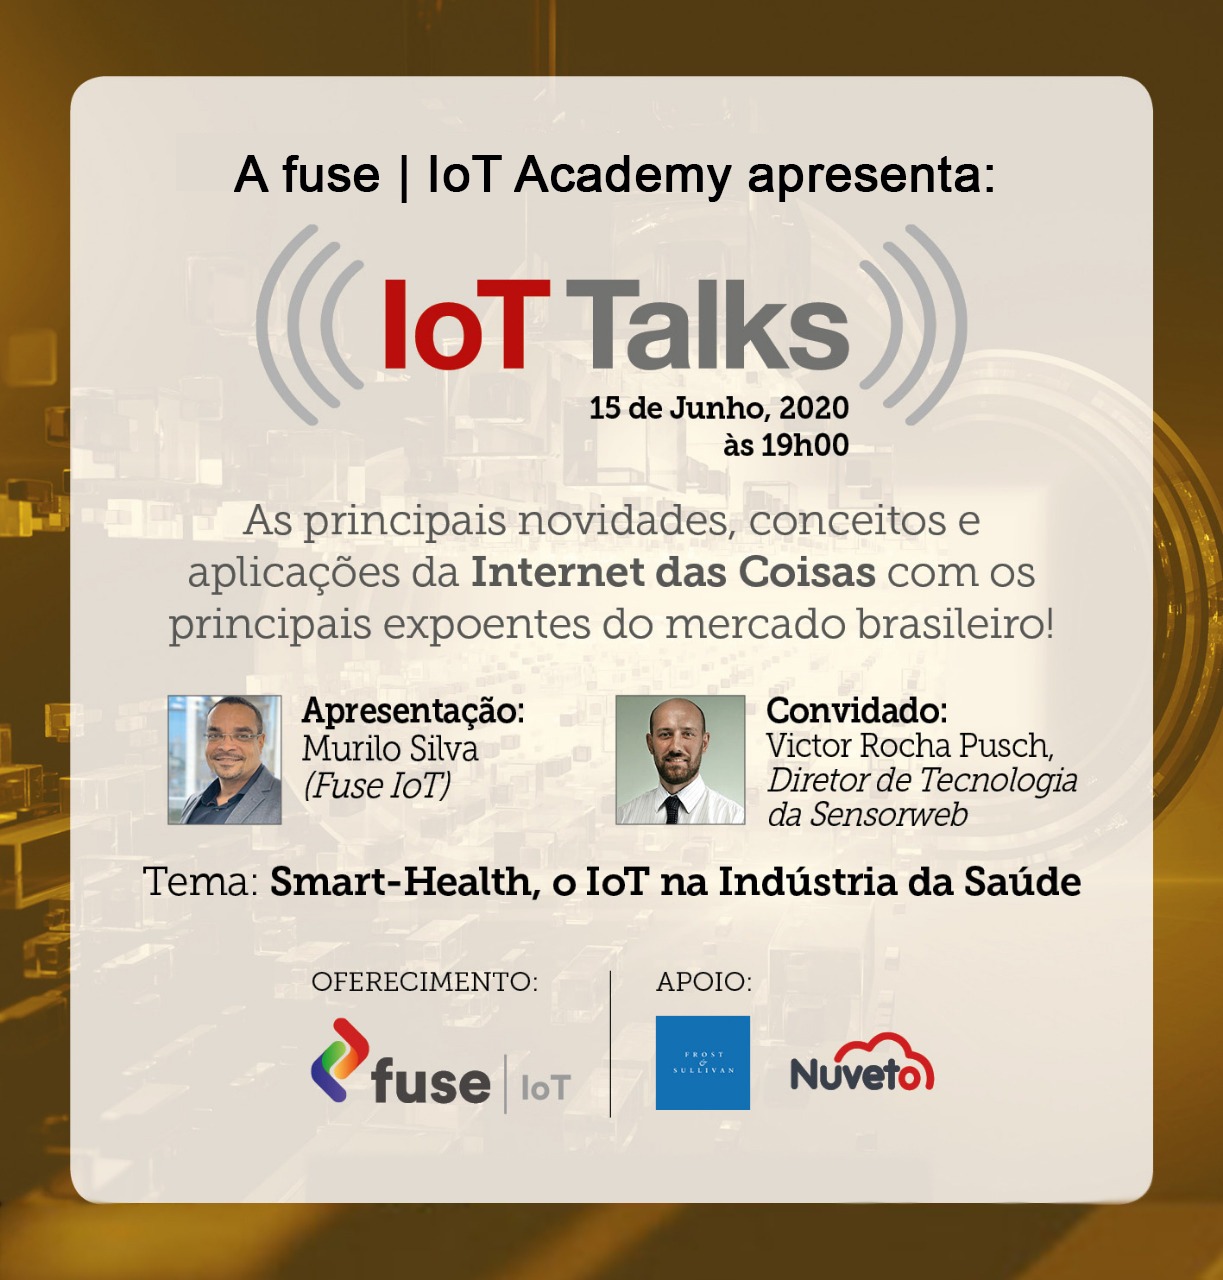 A fuse | IoT Academy apresenta:
IoT Talks
15 de Junho, 2020
às 19h00
As principais novidades, conceitos e
aplicações da Internet das Coisas com os
principais expoentes do mercado brasileiro!
Apresentação:
Murilo Silva
(Fuse IoT)
Convidado:
Victor Rocha Pusch,
Diretor de Tecnologia
da Sensorweb
Tema: Smart-Health, o IoT na Indústria da Saúde
OFERECIMENTO:
fuse | IoT
APOIO:
FROST
&
SULLIVAN
Nuveto